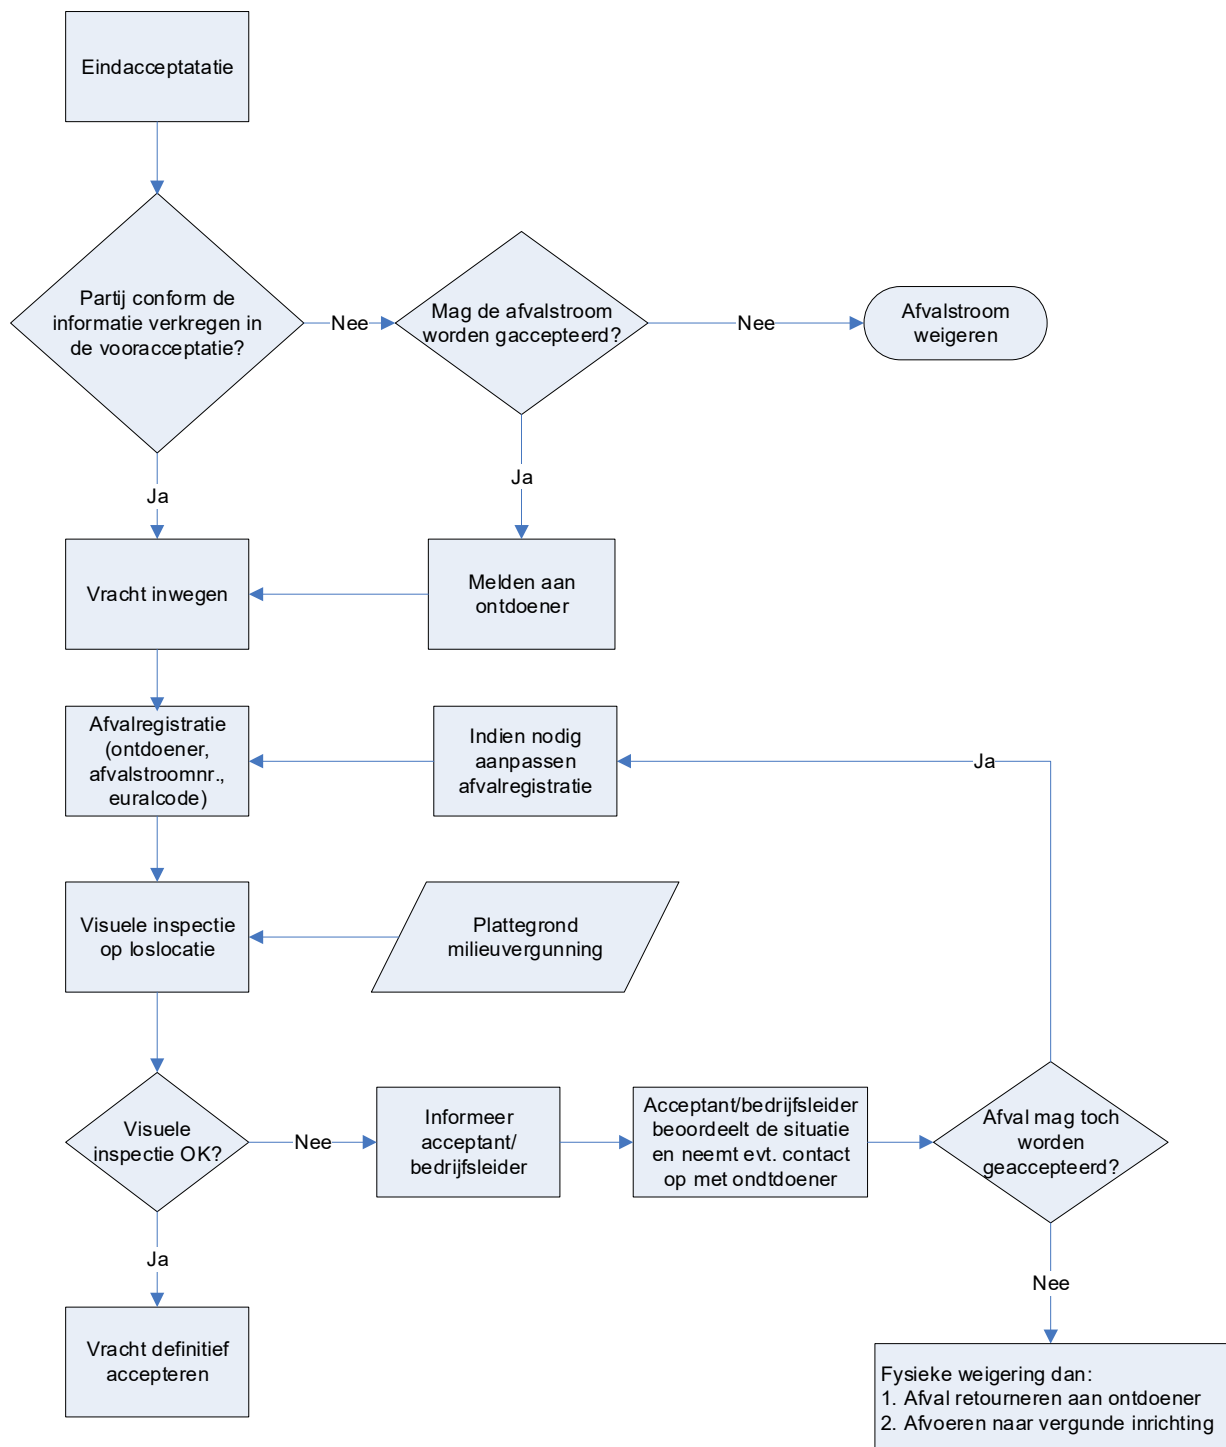 Eindacceptatatie
Partij conform de
informatie verkregen in
de vooracceptatie?
Nee
Mag de afvalstroom
worden gaccepteerd?
Nee
Afvalstroom
weigeren
Ja
Ja
Vracht inwegen
Melden aan
ontdoener
Afvalregistratie
(ontdoener,
afvalstroomnr.,
euralcode)
Indien nodig
aanpassen
afvalregistratie
Ja
Visuele inspectie
op loslocatie
Plattegrond
milieuvergunning
Visuele
inspectie OK?
Nee
Informeer
acceptant/
bedrijfsleider
Acceptant/bedrijfsleider
beoordeelt de situatie
en neemt evt. contact
op met ondtdoener
Afval mag toch
worden
geaccepteerd?
Ja
Nee
Vracht definitief
accepteren
Fysieke weigering dan:
1. Afval retourneren aan ontdoener
2. Afvoeren naar vergunde inrichting